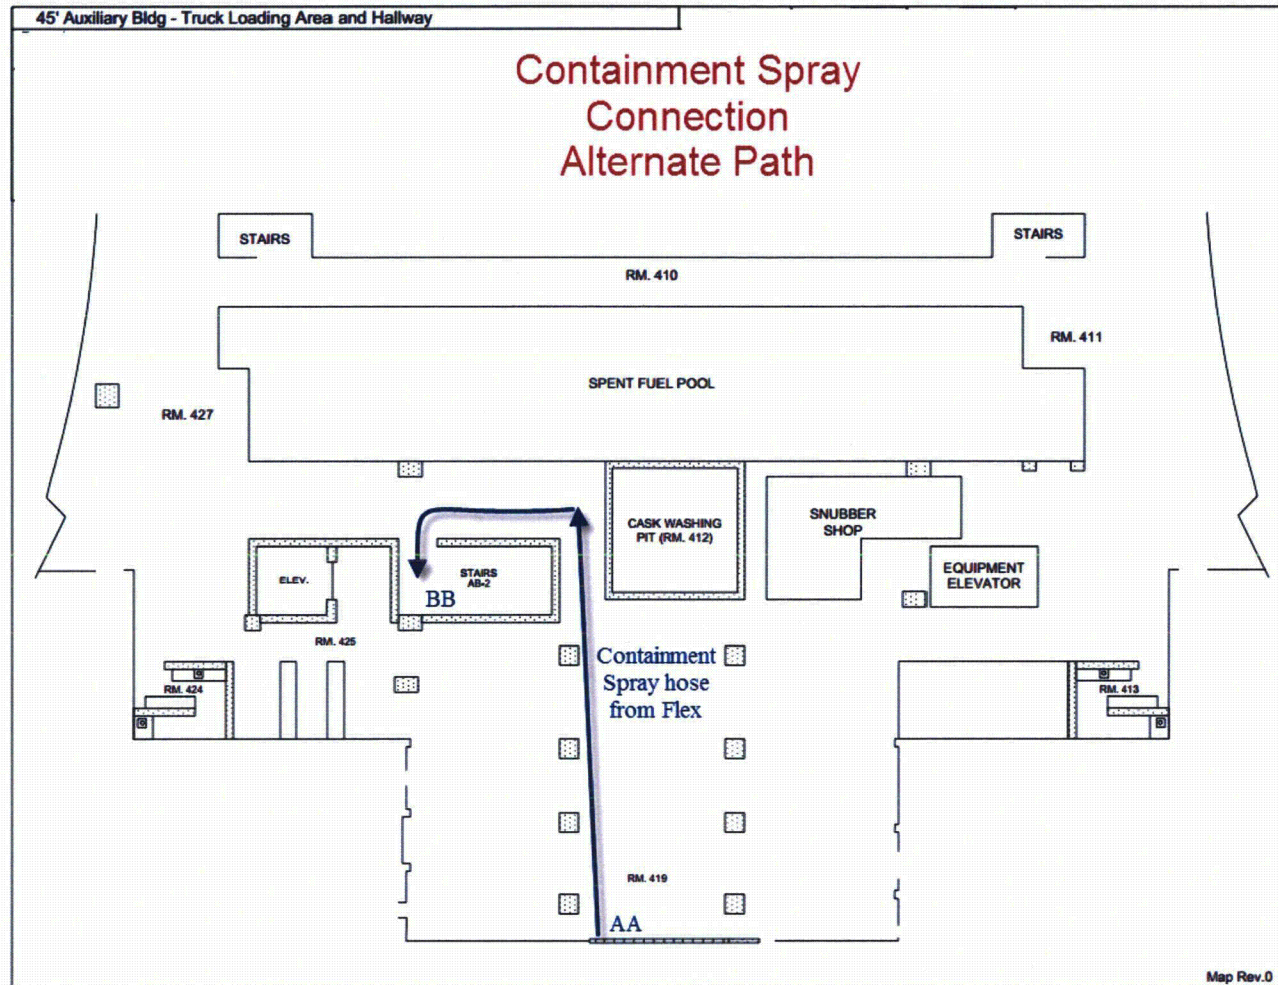 45' Auxiliary Bldg - Truck Loading Area and Hallway
Containment Spray
Connection
Alternate Path
STAIRS
STAIRS
RM. 410
RM. 411
SPENT FUEL POOL
RM. 427
SNUBBER
SHOP
CASK WASHING
PIT (RM. 412)
EQUIPMENT
ELEVATOR
ELEV.
STAIRS
AB-2
BB
RM. 425
Containment
Spray hose
from Flex
RM. 424
RM. 413
RM. 419
AA
Map Rev.0